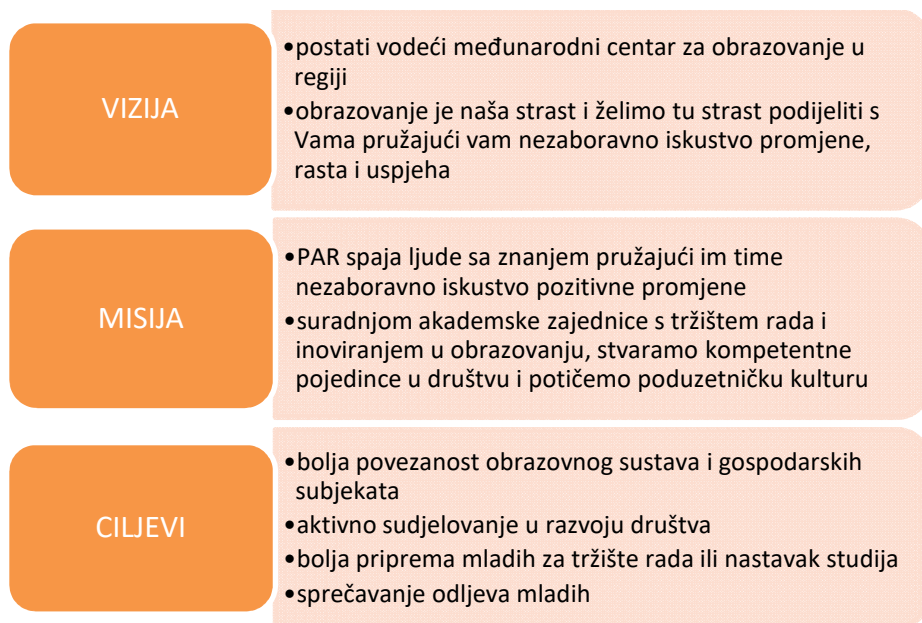 VIZIJA
•postati vodeći međunarodni centar za obrazovanje u
regiji
•obrazovanje je naša strast i želimo tu strast podijeliti s
Vama pružajući vam nezaboravno iskustvo promjene,
rasta i uspjeha
MISIJA
•PAR spaja ljude sa znanjem pružajući im time
nezaboravno iskustvo pozitivne promjene
•suradnjom akademske zajednice s tržištem rada i
inoviranjem u obrazovanju, stvaramo kompetentne
pojedince u društvu i potičemo poduzetničku kulturu
CILJEVI
•bolja povezanost obrazovnog sustava i gospodarskih
subjekata
•aktivno sudjelovanje u razvoju društva
•bolja priprema mladih za tržište rada ili nastavak studija
•sprečavanje odljeva mladih